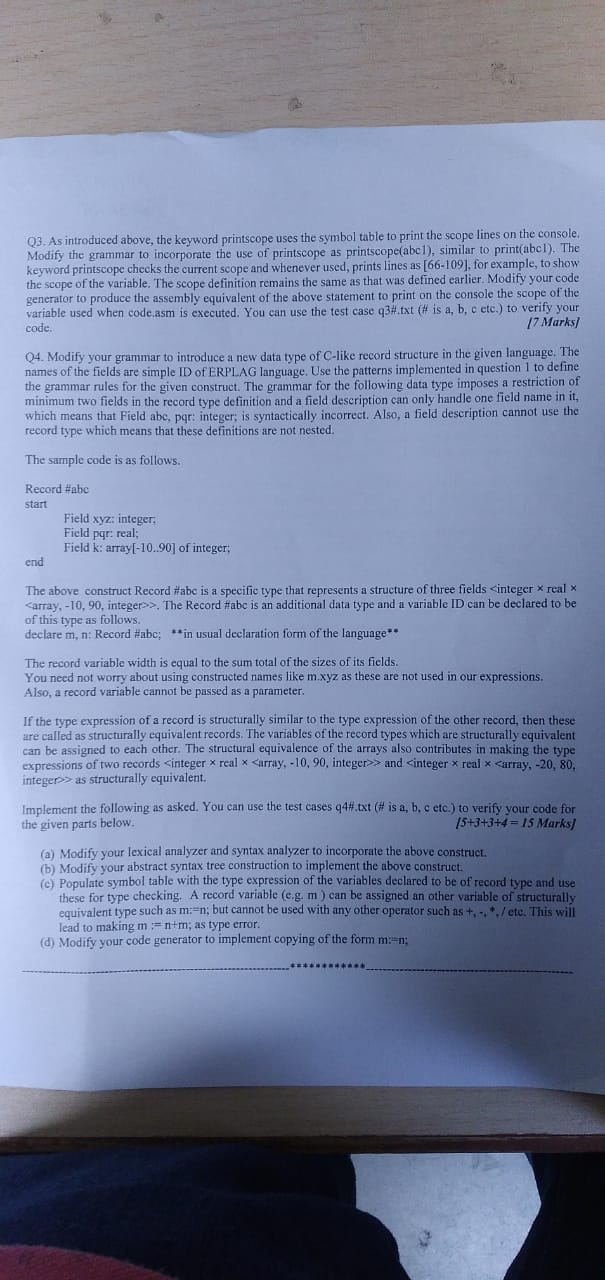 Q3. As introduced above, the keyword printscope uses the symbol table to print the scope lines on the console.
Modify the grammar to incorporate the use of printscope as printscope(abc1), similar to print(abc1). The
keyword printscope checks the current scope and whenever used, prints lines as [66-109], for example, to show
the scope of the variable. The scope definition remains the same as that was defined earlier. Modify your code
generator to produce the assembly equivalent of the above statement to print on the console the scope of the
variable used when code.asm is executed. You can use the test case q3#.txt (# is a, b, c etc.) to verify your
code. [7 Marks]
Q4. Modify your grammar to introduce a new data type of C-like record structure in the given language. The
names of the fields are simple ID of ERPLAG language. Use the patterns implemented in question 1 to define
the grammar rules for the given construct. The grammar for the following data type imposes a restriction of
minimum two fields in the record type definition and a field description can only handle one field name in it,
which means that Field abc, pqr: integer; is syntactically incorrect. Also, a field description cannot use the
record type which means that these definitions are not nested.
The sample code is as follows.
Record #abc
start
Field xyz: integer;
Field pqr: real;
Field k: array[-10..90] of integer;
end
The above construct Record #abc is a specific type that represents a structure of three fields <integer × real ×
<array, -10, 90, integer>>. The Record #abc is an additional data type and a variable ID can be declared to be
of this type as follows.
declare m, n: Record #abc; **in usual declaration form of the language**
The record variable width is equal to the sum total of the sizes of its fields.
You need not worry about using constructed names like m.xyz as these are not used in our expressions.
Also, a record variable cannot be passed as a parameter.
If the type expression of a record is structurally similar to the type expression of the other record, then these
are called as structurally equivalent records. The variables of the record types which are structurally equivalent
can be assigned to each other. The structural equivalence of the arrays also contributes in making the type
expressions of two records <integer × real × <array, -10, 90, integer>> and <integer × real × <array, -20, 80,
integer>> as structurally equivalent.
Implement the following as asked. You can use the test cases q4#.txt (# is a, b, c etc.) to verify your code for
the given parts below. [5+3+3+4 = 15 Marks]
(a) Modify your lexical analyzer and syntax analyzer to incorporate the above construct.
(b) Modify your abstract syntax tree construction to implement the above construct.
(c) Populate symbol table with the type expression of the variables declared to be of record type and use
these for type checking. A record variable (e.g. m ) can be assigned an other variable of structurally
equivalent type such as m:=n; but cannot be used with any other operator such as +, -, *, / etc. This will
lead to making m := n+m; as type error.
(d) Modify your code generator to implement copying of the form m:=n;
************